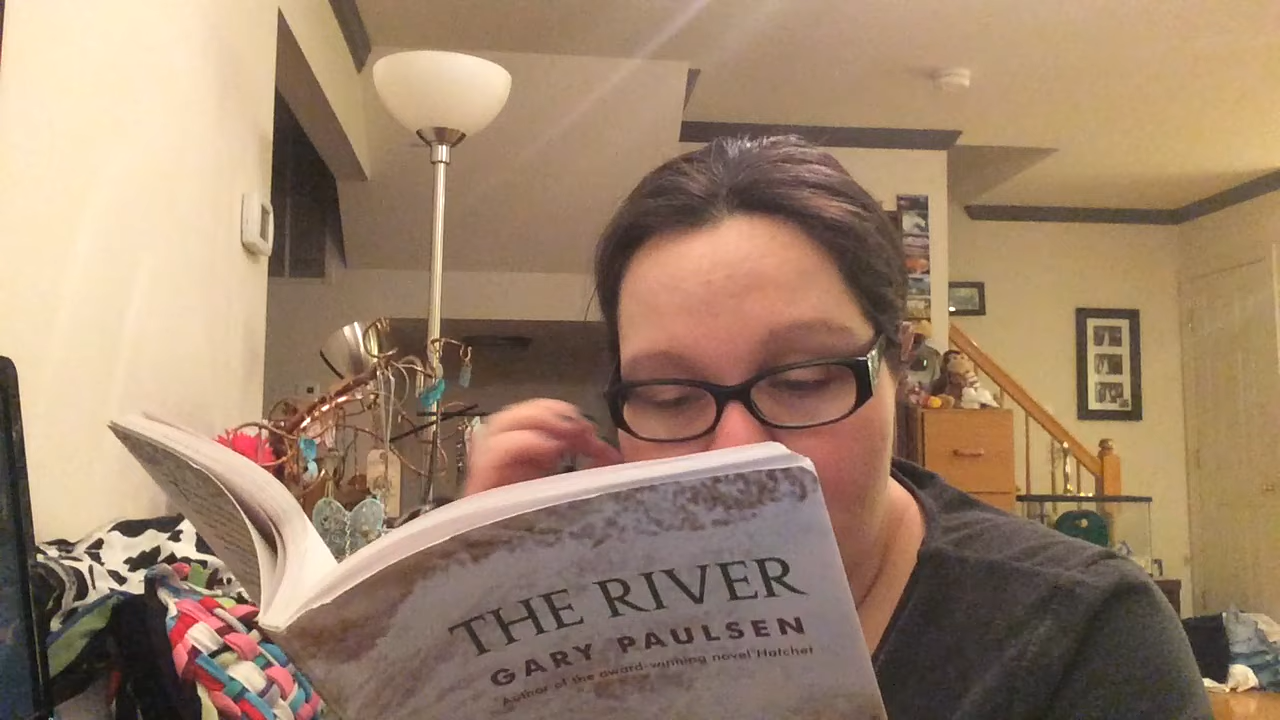 THE RIVER
GARY PAULSEN
Author of the award-winning novel Hatchet